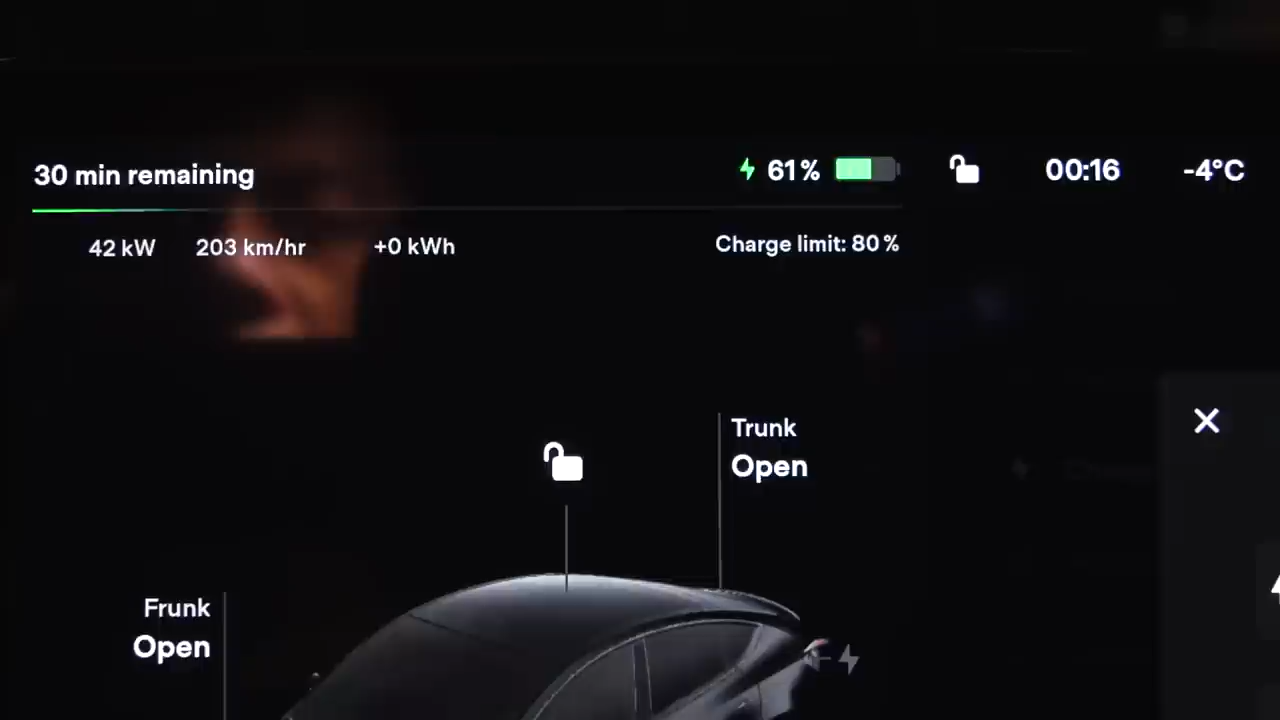 30 min remaining
61%
00:16
-4°C
42 kW
203 km/hr
+0 kWh
Charge limit: 80 %
Trunk
Open
Frunk
Open